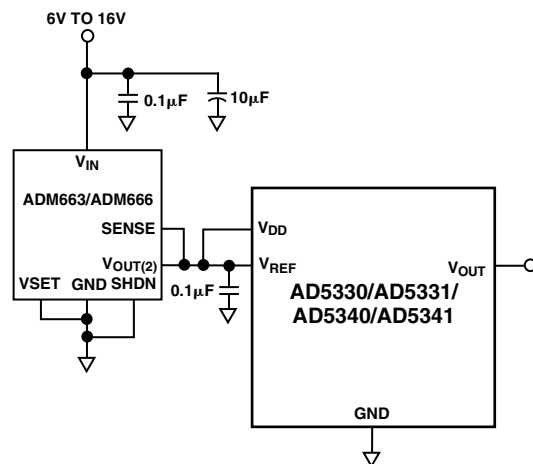 6V TO 16V
0.1μF
10μF
VIN
ADM663/ADM666
SENSE
VOUT(2)
VSET
GND
SHDN
0.1μF
VDD
VREF
VOUT
AD5330/AD5331/
AD5340/AD5341
GND